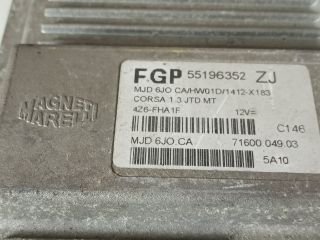 FGP 55196352 ZJ
MJD 6JO CA/HW01D/1412-X183
CORSA 1.3 JTD MT
4Z6-FHA1F 12V
C146
MJD 6JO.CA 71600 049.03
5A10
MAGNETI
MARELLI